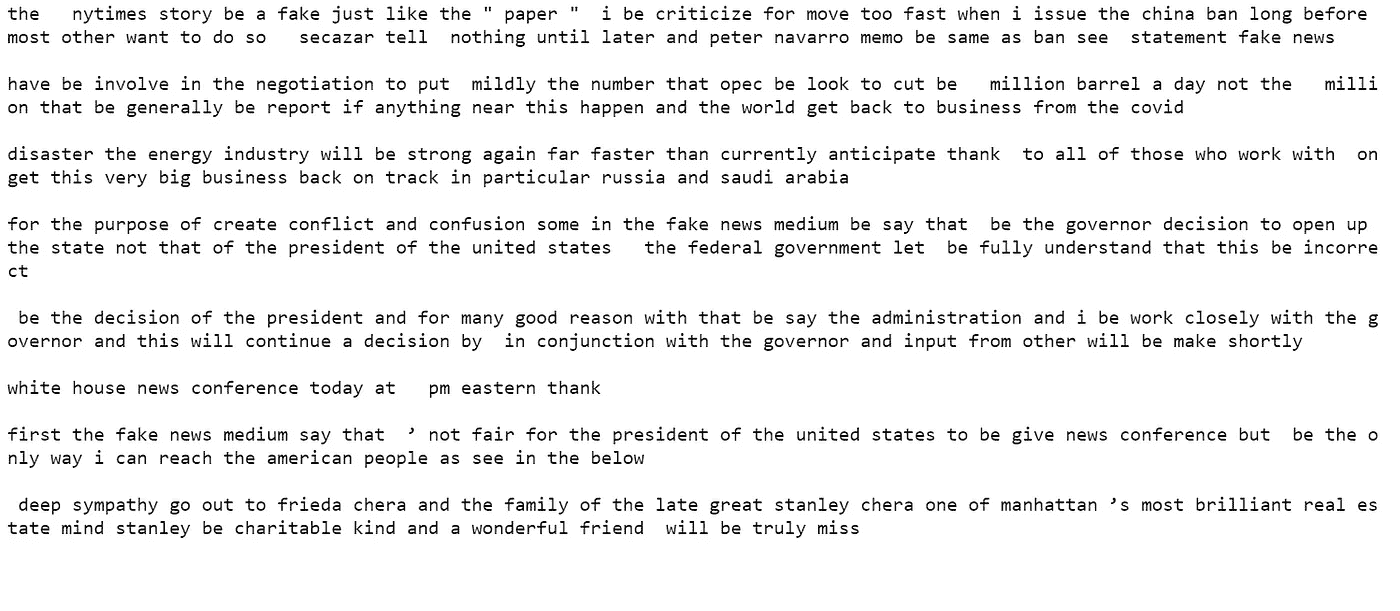 the   nytimes story be a fake just like the " paper "  i be criticize for move too fast when i issue the china ban long before
most other want to do so   secazar tell  nothing until later and peter navarro memo be same as ban see  statement fake news
have be involve in the negotiation to put  mildly the number that opec be look to cut be   million barrel a day not the   milli
on that be generally be report if anything near this happen and the world get back to business from the covid
disaster the energy industry will be strong again far faster than currently anticipate thank  to all of those who work with  on
get this very big business back on track in particular russia and saudi arabia
for the purpose of create conflict and confusion some in the fake news medium be say that  be the governor decision to open up
the state not that of the president of the united states   the federal government let  be fully understand that this be incorre
ct
be the decision of the president and for many good reason with that be say the administration and i be work closely with the g
overnor and this will continue a decision by  in conjunction with the governor and input from other will be make shortly
white house news conference today at   pm eastern thank
first the fake news medium say that  ’ not fair for the president of the united states to be give news conference but  be the o
nly way i can reach the american people as see in the below
deep sympathy go out to frieda chera and the family of the late great stanley chera one of manhattan ’s most brilliant real es
tate mind stanley be charitable kind and a wonderful friend  will be truly miss